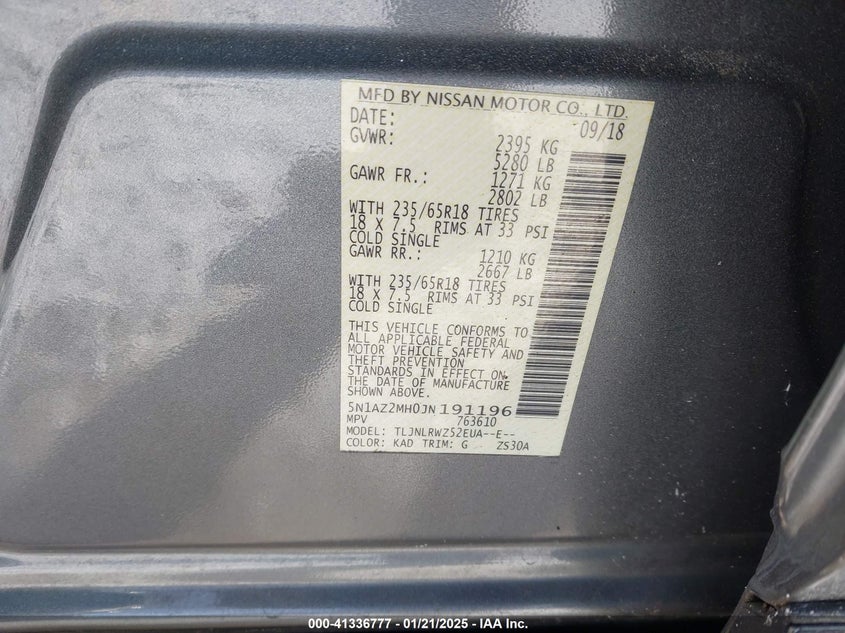 MFD BY NISSAN MOTOR CO., LTD.
DATE: 09/18
GVWR: 2395 KG
5280 LB
GAWR FR.: 1271 KG
2802 LB
WITH 235/65R18 TIRES
18 X 7.5 RIMS AT 33 PSI
COLD SINGLE
GAWR RR.: 1210 KG
2667 LB
WITH 235/65R18 TIRES
18 X 7.5 RIMS AT 33 PSI
COLD SINGLE
THIS VEHICLE CONFORMS TO
ALL APPLICABLE FEDERAL
MOTOR VEHICLE SAFETY AND
THEFT PREVENTION
STANDARDS IN EFFECT ON
THE DATE OF MANUFACTURE
SHOWN ABOVE.
5N1AZ2MH0JN191196
MPV 763610
MODEL: TLJNLRWZ52EUA--E--
COLOR: KAD TRIM: G ZS30A
000-41336777 - 01/21/2025 - IAA Inc.